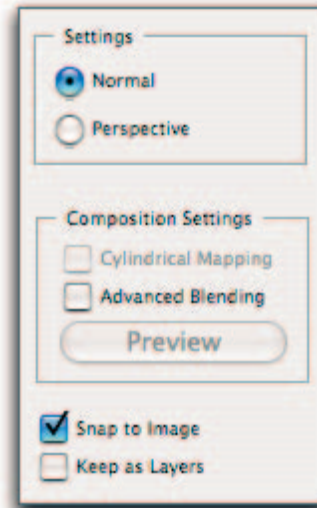 Settings
Normal
Perspective
Composition Settings
Cylindrical Mapping
Advanced Blending
Preview
Snap to Image
Keep as Layers